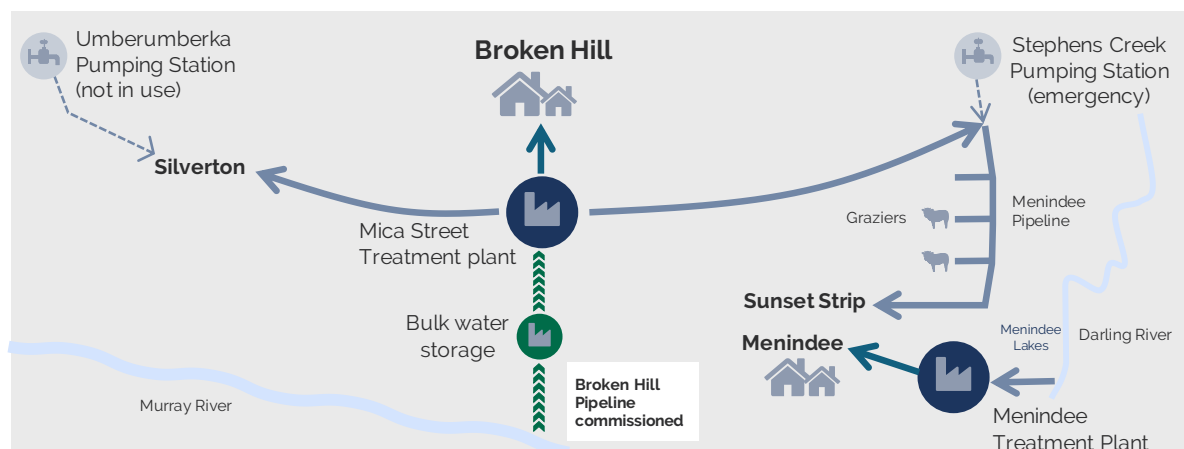 Umberumberka
Pumping Station
(not in use)
Broken Hill
Stephens Creek
Pumping Station
(emergency)
Silverton
Mica Street
Treatment plant
Graziers
Menindee
Pipeline
Sunset Strip
Bulk water
storage
Menindee
Menindee
Lakes
Darling River
Murray River
Broken Hill
Pipeline
commissioned
Menindee
Treatment Plant